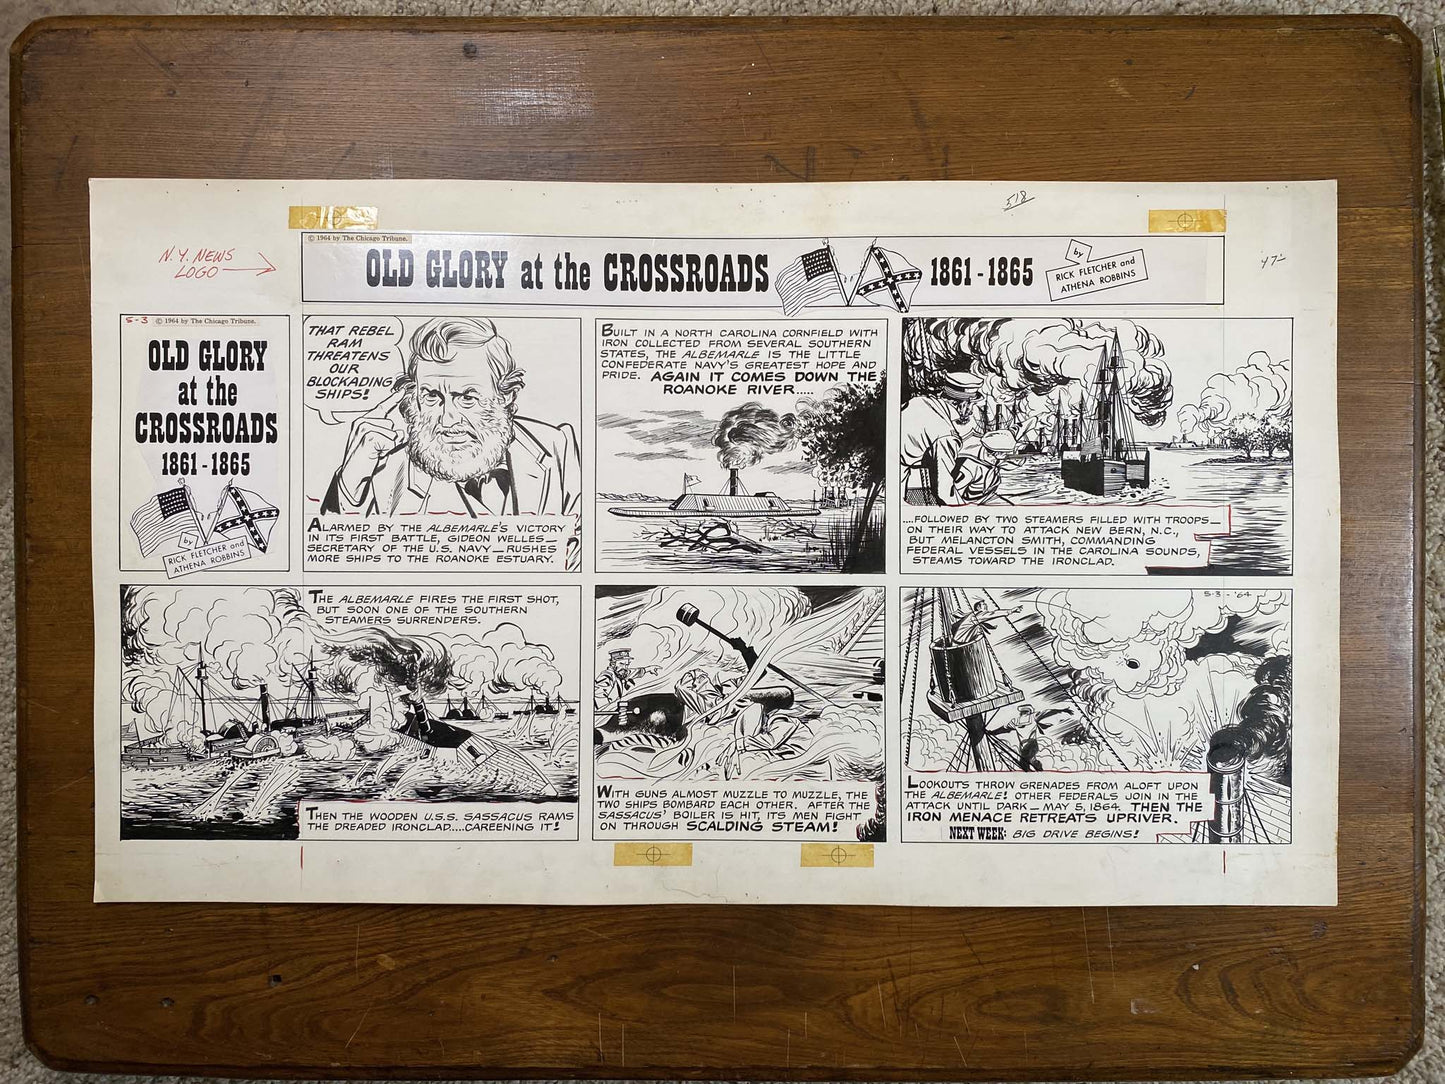 518
N.Y. NEWS
LOGO
© 1964 by The Chicago Tribune.
OLD GLORY at the CROSSROADS
1861-1865
by
RICK FLETCHER and
ATHENA ROBBINS
5-3
© 1964 by The Chicago Tribune.
OLD GLORY
at the
CROSSROADS
1861-1865
by
RICK FLETCHER and
ATHENA ROBBINS
THAT REBEL
RAM
THREATENS
OUR
BLOCKADING
SHIPS!
ALARMED BY THE ALBEMARLE'S VICTORY
IN ITS FIRST BATTLE, GIDEON WELLES—
SECRETARY OF THE U.S. NAVY—RUSHES
MORE SHIPS TO THE ROANOKE ESTUARY.
BUILT IN A NORTH CAROLINA CORNFIELD WITH
IRON COLLECTED FROM SEVERAL SOUTHERN
STATES, THE ALBEMARLE IS THE LITTLE
CONFEDERATE NAVY'S GREATEST HOPE AND
PRIDE. AGAIN IT COMES DOWN THE
ROANOKE RIVER.....
....FOLLOWED BY TWO STEAMERS FILLED WITH TROOPS—
ON THEIR WAY TO ATTACK NEW BERN, N.C.,
BUT MELANCTON SMITH, COMMANDING
FEDERAL VESSELS IN THE CAROLINA SOUNDS,
STEAMS TOWARD THE IRONCLAD.
THE ALBEMARLE FIRES THE FIRST SHOT,
BUT SOON ONE OF THE SOUTHERN
STEAMERS SURRENDERS.
THEN THE WOODEN U.S.S. SASSACUS RAMS
THE DREADED IRONCLAD....CAREENING IT!
WITH GUNS ALMOST MUZZLE TO MUZZLE, THE
TWO SHIPS BOMBARD EACH OTHER. AFTER THE
SASSACUS' BOILER IS HIT, ITS MEN FIGHT
ON THROUGH SCALDING STEAM!
5-3-'64
LOOKOUTS THROW GRENADES FROM ALOFT UPON
THE ALBEMARLE! OTHER FEDERALS JOIN IN THE
ATTACK UNTIL DARK—MAY 5, 1864. THEN THE
IRON MENACE RETREATS UPRIVER.
NEXT WEEK: BIG DRIVE BEGINS!